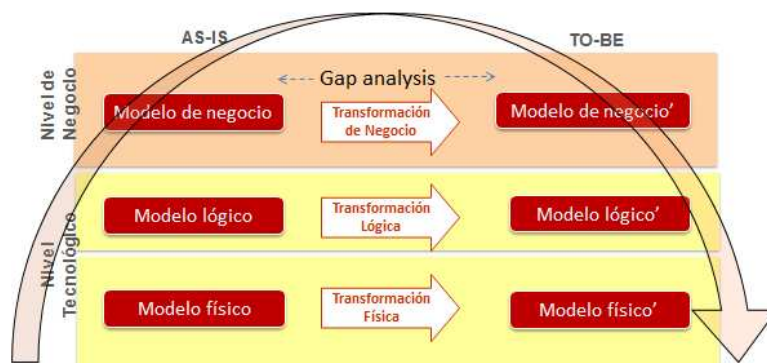 AS-IS
TO-BE
Gap analysis
Nivel de
Negocio
Modelo de negocio
Transformación
de Negocio
Modelo de negocio’
Nivel
Tecnológico
Modelo lógico
Transformación
Lógica
Modelo lógico’
Modelo físico
Transformación
Física
Modelo físico’